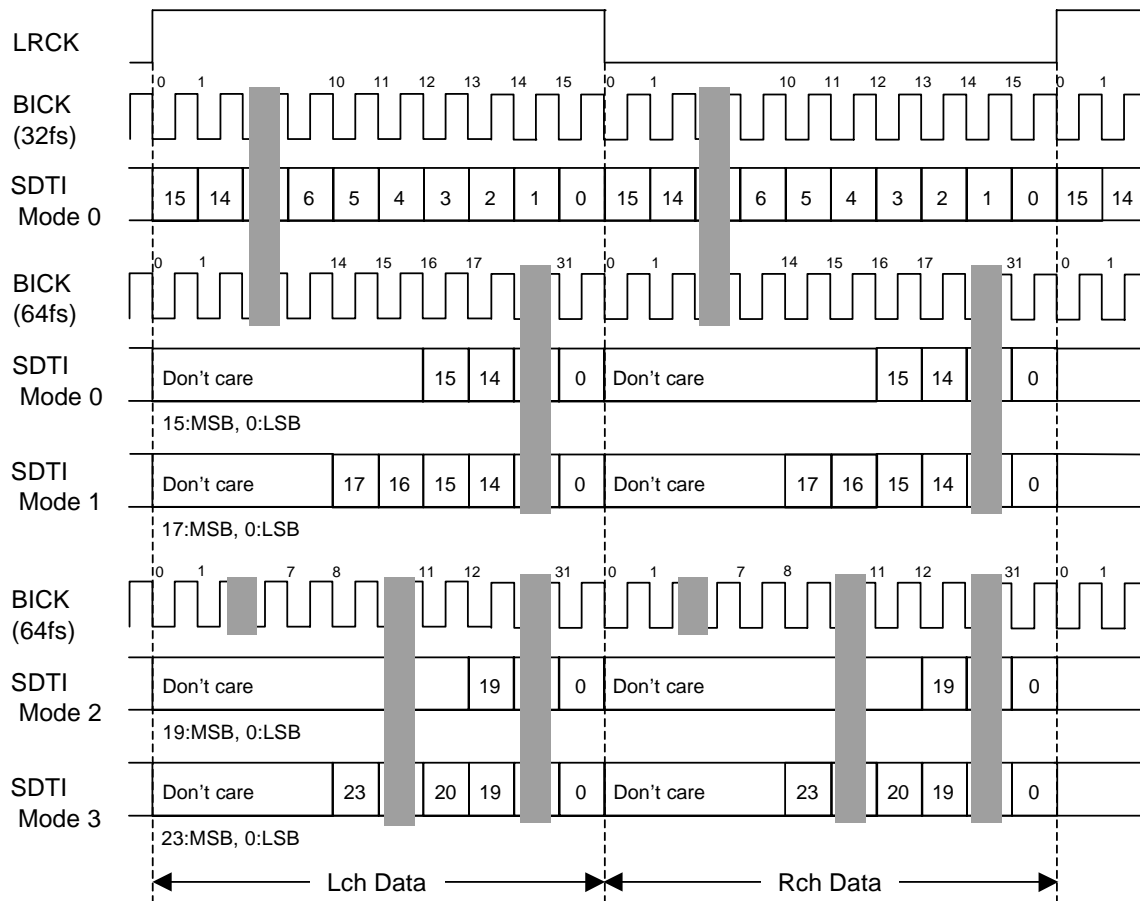 LRCK
0 1 10 11 12 13 14 15 0 1 10 11 12 13 14 15 0 1
BICK
(32fs)
SDTI
Mode 0
15 14 6 5 4 3 2 1 0 15 14 6 5 4 3 2 1 0 15 14
0 1 14 15 16 17 31 0 1 14 15 16 17 31 0 1
BICK
(64fs)
SDTI
Mode 0
Don't care 15 14 0 Don't care 15 14 0
15:MSB, 0:LSB
SDTI
Mode 1
Don't care 17 16 15 14 0 Don't care 17 16 15 14 0
17:MSB, 0:LSB
0 1 7 8 11 12 31 0 1 7 8 11 12 31 0 1
BICK
(64fs)
SDTI
Mode 2
Don't care 19 0 Don't care 19 0
19:MSB, 0:LSB
SDTI
Mode 3
Don't care 23 20 19 0 Don't care 23 20 19 0
23:MSB, 0:LSB
Lch Data Rch Data